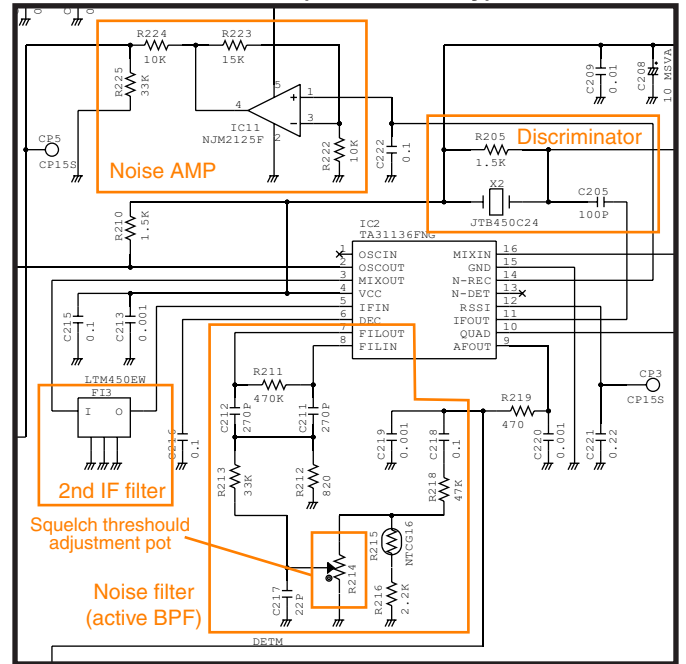 R224
10K
R223
15K
R225
33K
5
4
1
3
2
IC11
NJM2125F
R222
10K
Noise AMP
C222
0.1
C209
0.01
C208
10 MSVA
Discriminator
R205
1.5K
X2
JTB450C24
C205
100P
CP5
CP15S
R210
1.5K
IC2
TA31136FNG
1 OSCIN MIXIN 16
2 OSCOUT GND 15
3 MIXOUT N-REC 14
4 VCC N-DET 13
5 IFIN RSSI 12
6 DEC IFOUT 11
7 FILOUT QUAD 10
8 FILIN AFOUT 9
C215
0.1
C213
0.001
LTM450EW
FI3
I O
2nd IF filter
C216
0.1
R211
470K
C212
270P
C211
270P
R213
33K
R212
820
C219
0.001
C218
0.1
R218
47K
R219
470
C220
0.001
C221
0.22
CP3
CP15S
Squelch threshould
adjustment pot
R215
NTCG16
R214
R216
2.2K
C217
22P
Noise filter
(active BPF)
DETM